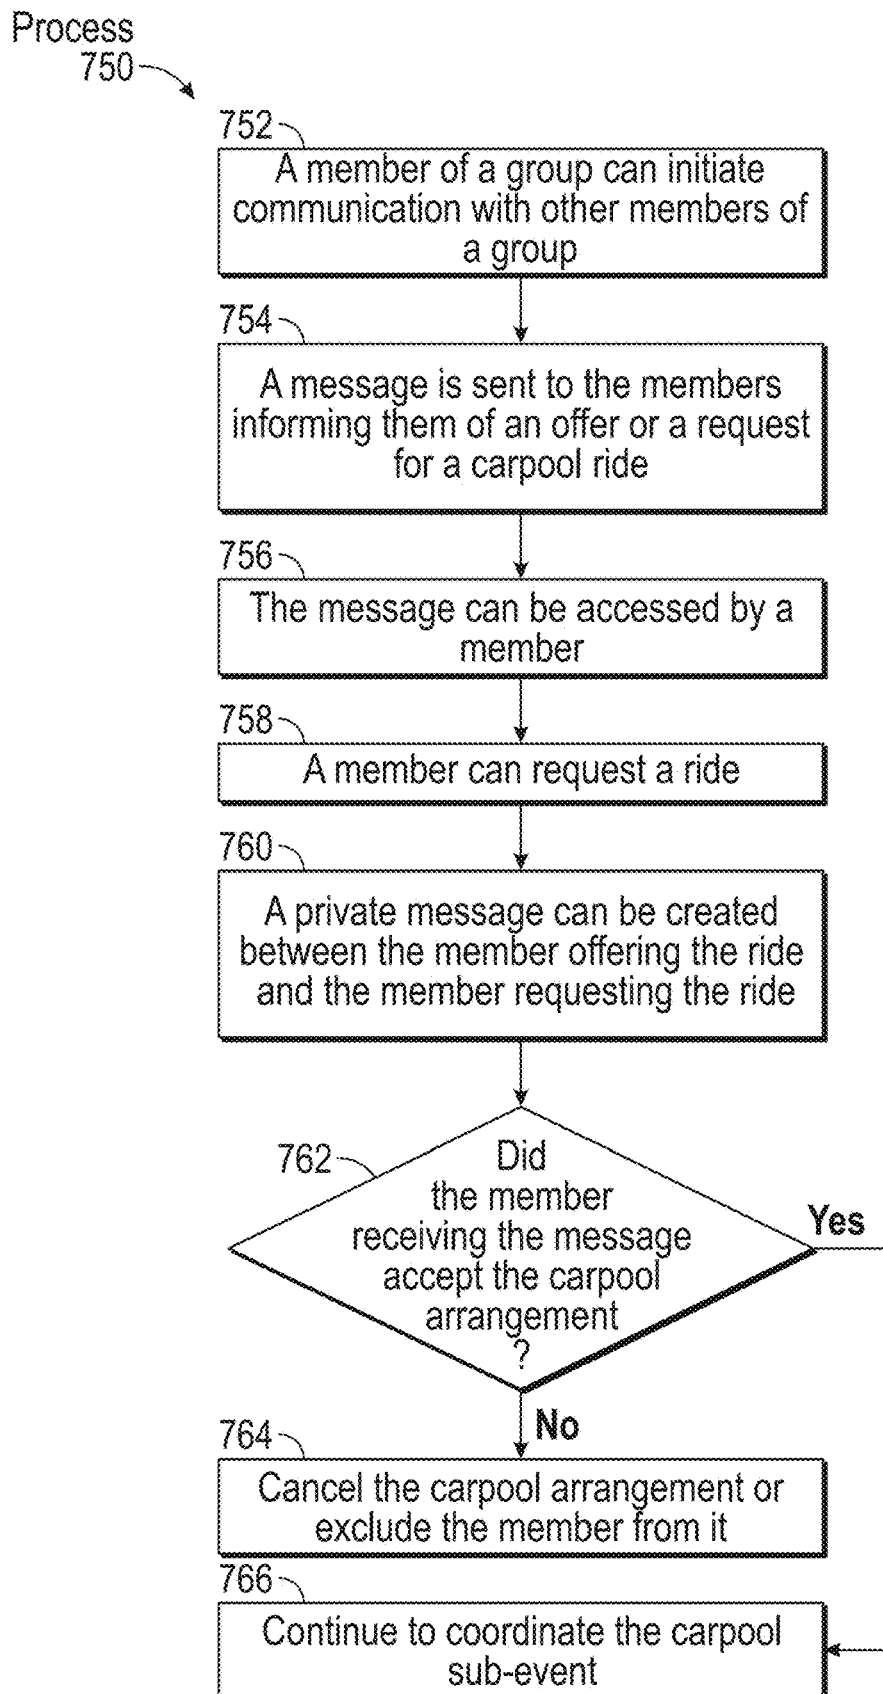 Process
750
752
A member of a group can initiate
communication with other members of
a group
754
A message is sent to the members
informing them of an offer or a request
for a carpool ride
756
The message can be accessed by a
member
758
A member can request a ride
760
A private message can be created
between the member offering the ride
and the member requesting the ride
762
Did
the member
receiving the message
accept the carpool
arrangement
?
Yes
No
764
Cancel the carpool arrangement or
exclude the member from it
766
Continue to coordinate the carpool
sub-event